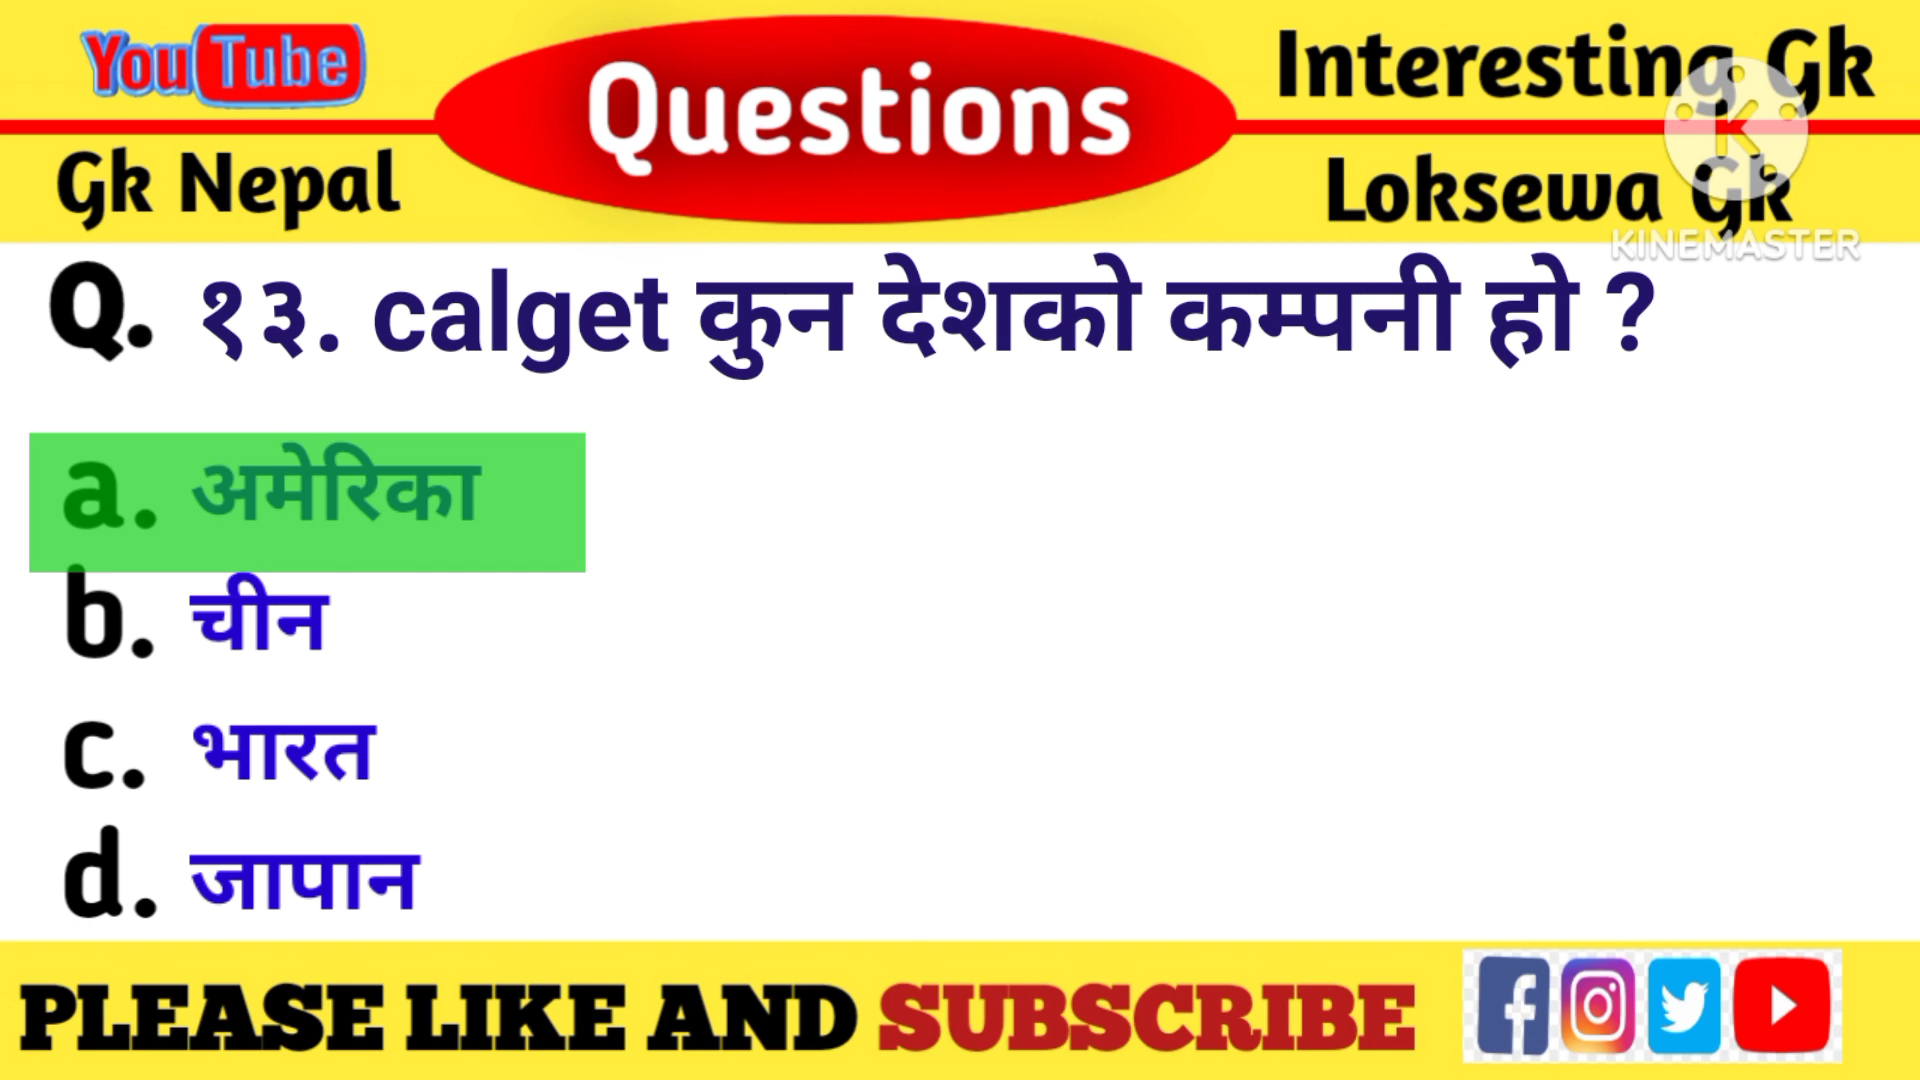 YouTube
Gk Nepal
Questions
Interesting Gk
Loksewa Gk
KINEMASTER
Q. १३. calget कुन देशको कम्पनी हो ?
a. अमेरिका
b. चीन
c. भारत
d. जापान
PLEASE LIKE AND SUBSCRIBE